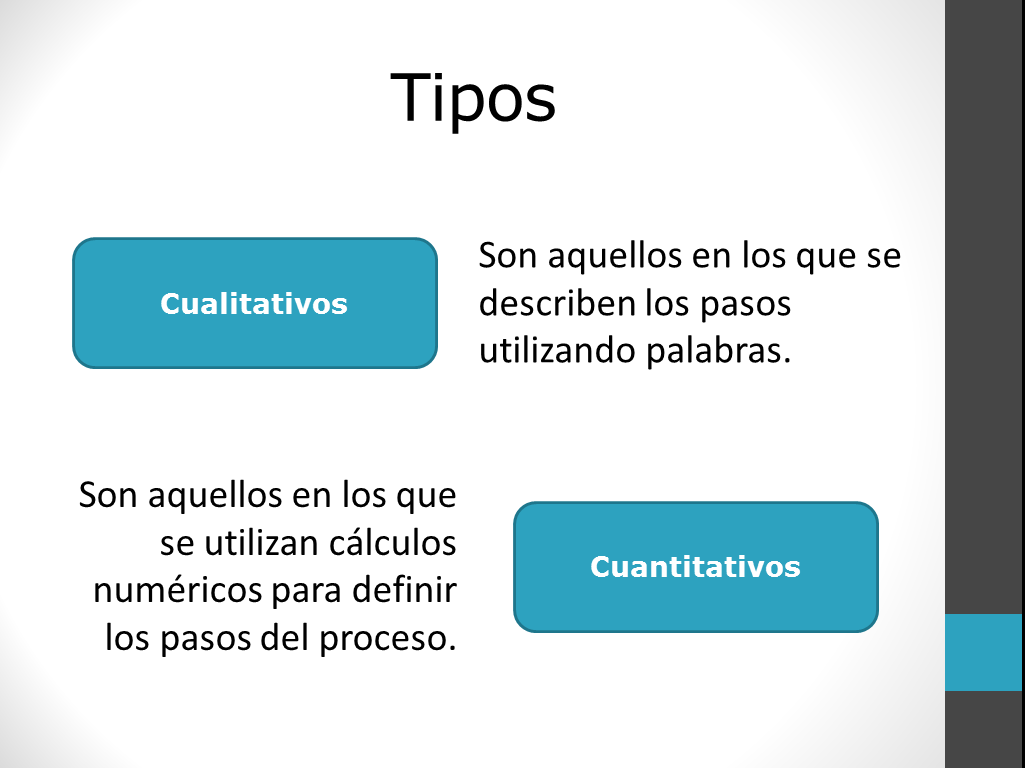 Tipos
Cualitativos
Son aquellos en los que se
describen los pasos
utilizando palabras.
Son aquellos en los que
se utilizan cálculos
numéricos para definir
los pasos del proceso.
Cuantitativos